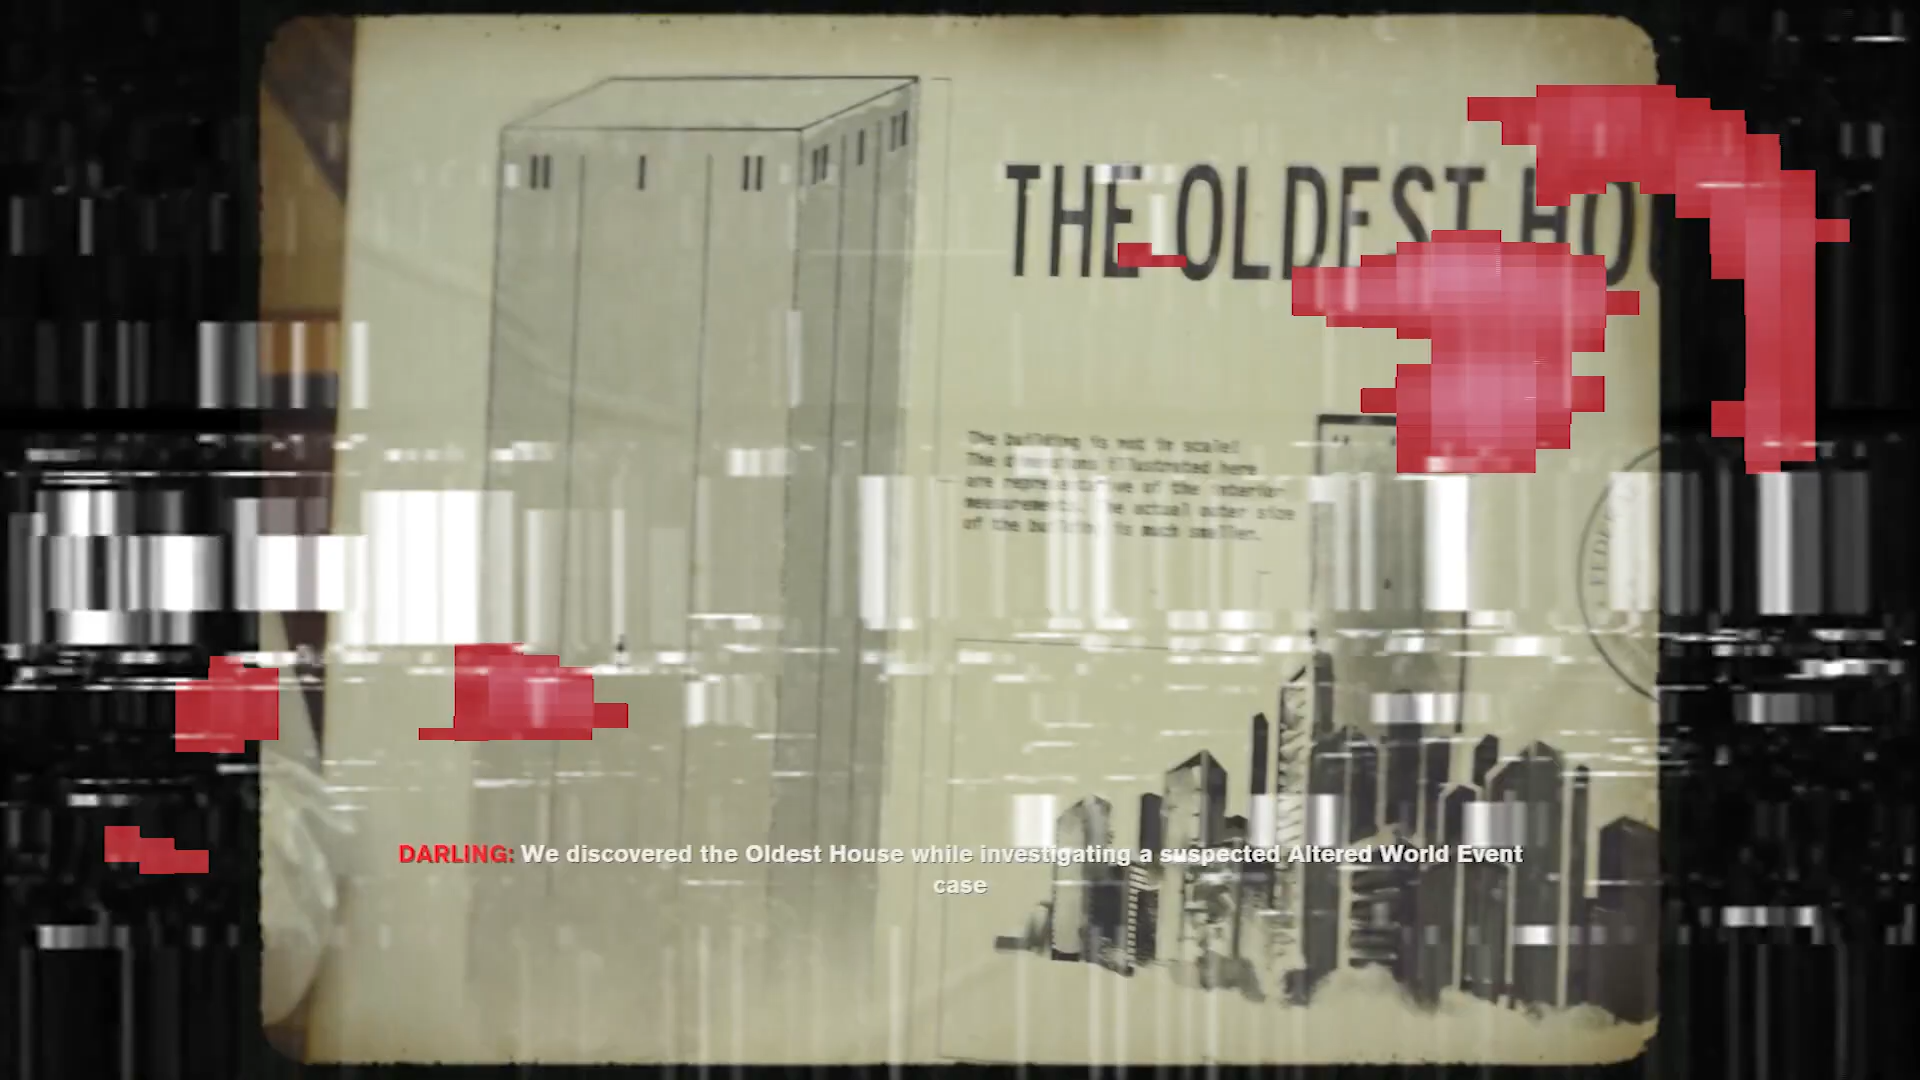 THE OLDEST HOU
The building is not to scale!
The dimensions illustrated here
are representative of the interior
measurements. The actual outer size
of the building is much smaller.
FEDE
DARLING: We discovered the Oldest House while investigating a suspected Altered World Event
case